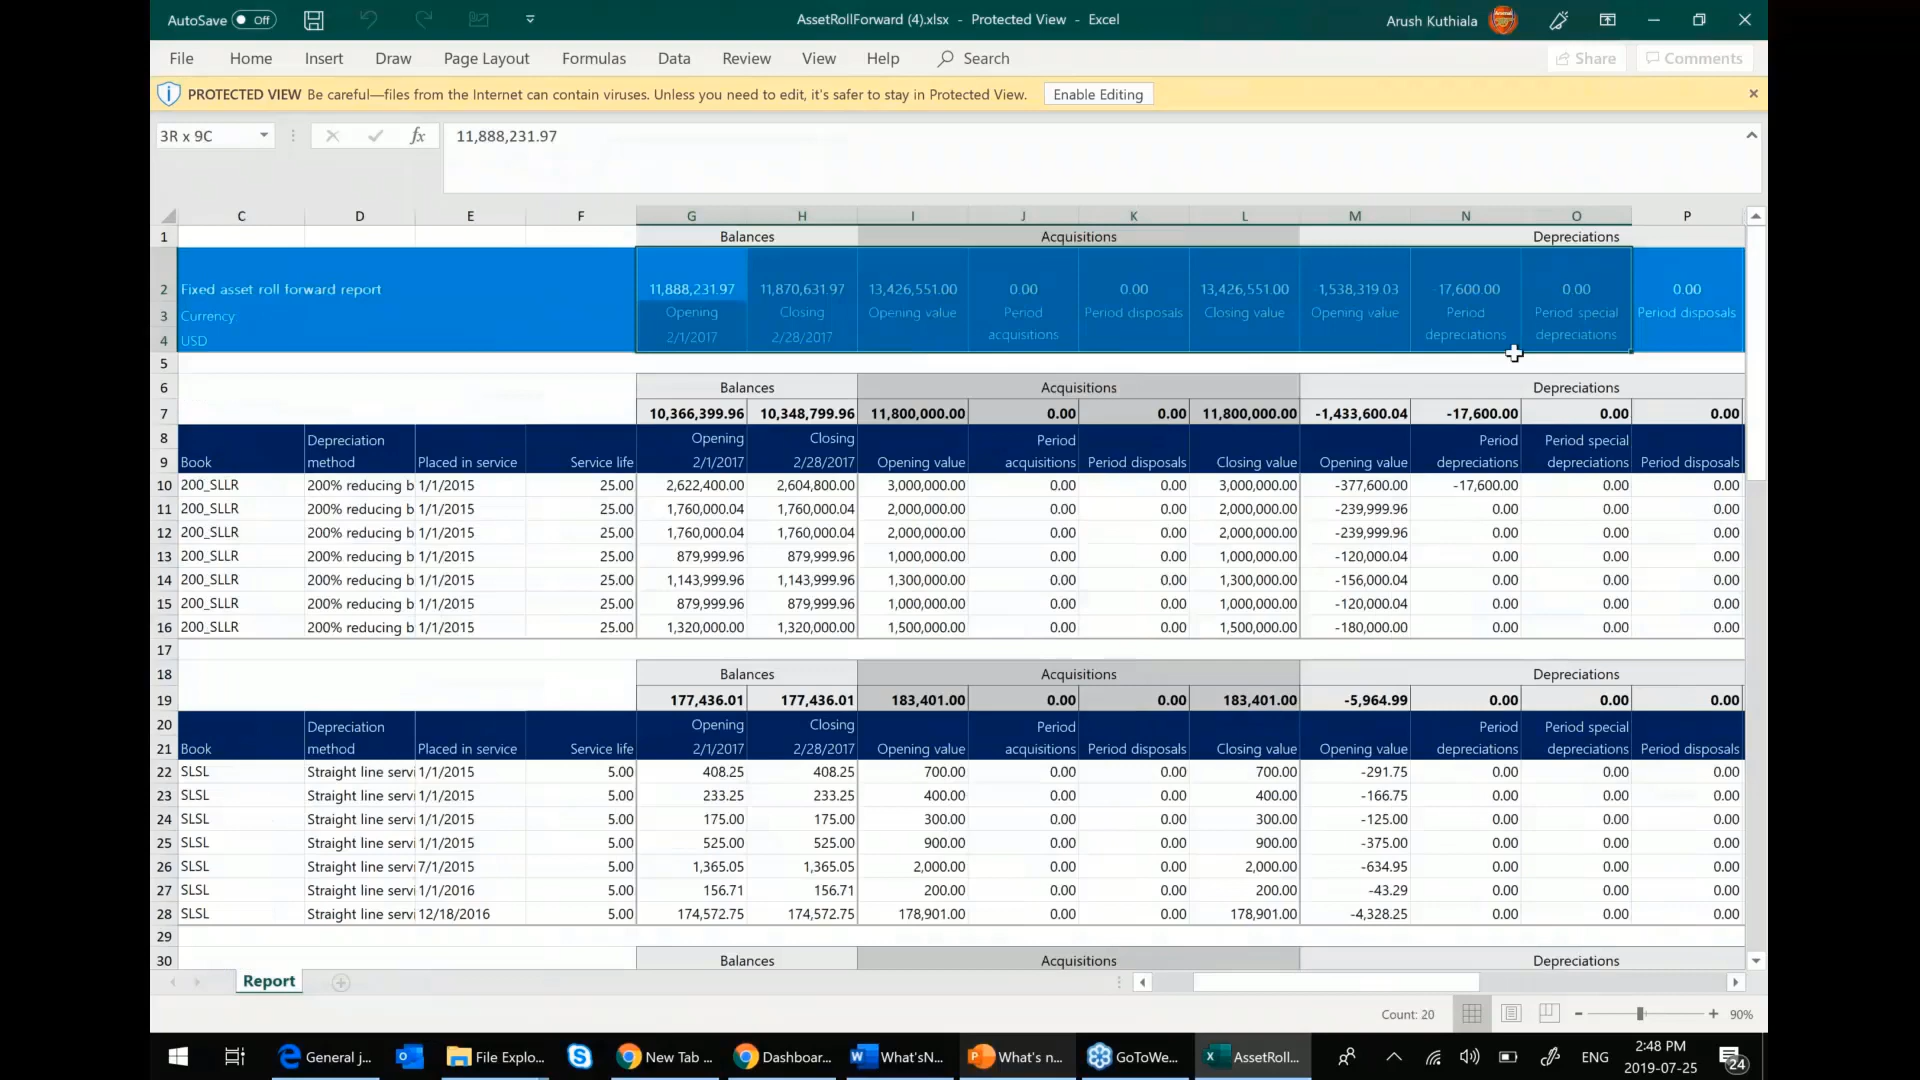 AutoSave Off AssetRollForward (4).xlsx - Protected View - Excel Arush Kuthiala
File Home Insert Draw Page Layout Formulas Data Review View Help Search Share Comments
PROTECTED VIEW Be careful—files from the Internet can contain viruses. Unless you need to edit, it's safer to stay in Protected View. Enable Editing
3R x 9C fx 11,888,231.97
C D E F G H I J K L M N O P
1 Balances Acquisitions Depreciations
2 Fixed asset roll forward report 11,888,231.97 11,870,631.97 13,426,551.00 0.00 0.00 13,426,551.00 -1,538,319.03 -17,600.00 0.00 0.00
3 Currency Opening Closing Opening value Period Period disposals Closing value Opening value Period Period special Period disposals
4 USD 2/1/2017 2/28/2017 acquisitions depreciations depreciations
5
6 Balances Acquisitions Depreciations
7 10,366,399.96 10,348,799.96 11,800,000.00 0.00 0.00 11,800,000.00 -1,433,600.04 -17,600.00 0.00 0.00
8 Depreciation Opening Closing Period Period Period special
9 Book method Placed in service Service life 2/1/2017 2/28/2017 Opening value acquisitions Period disposals Closing value Opening value depreciations depreciations Period disposals
10 200_SLLR 200% reducing b 1/1/2015 25.00 2,622,400.00 2,604,800.00 3,000,000.00 0.00 0.00 3,000,000.00 -377,600.00 -17,600.00 0.00 0.00
11 200_SLLR 200% reducing b 1/1/2015 25.00 1,760,000.04 1,760,000.04 2,000,000.00 0.00 0.00 2,000,000.00 -239,999.96 0.00 0.00 0.00
12 200_SLLR 200% reducing b 1/1/2015 25.00 1,760,000.04 1,760,000.04 2,000,000.00 0.00 0.00 2,000,000.00 -239,999.96 0.00 0.00 0.00
13 200_SLLR 200% reducing b 1/1/2015 25.00 879,999.96 879,999.96 1,000,000.00 0.00 0.00 1,000,000.00 -120,000.04 0.00 0.00 0.00
14 200_SLLR 200% reducing b 1/1/2015 25.00 1,143,999.96 1,143,999.96 1,300,000.00 0.00 0.00 1,300,000.00 -156,000.04 0.00 0.00 0.00
15 200_SLLR 200% reducing b 1/1/2015 25.00 879,999.96 879,999.96 1,000,000.00 0.00 0.00 1,000,000.00 -120,000.04 0.00 0.00 0.00
16 200_SLLR 200% reducing b 1/1/2015 25.00 1,320,000.00 1,320,000.00 1,500,000.00 0.00 0.00 1,500,000.00 -180,000.00 0.00 0.00 0.00
17
18 Balances Acquisitions Depreciations
19 177,436.01 177,436.01 183,401.00 0.00 0.00 183,401.00 -5,964.99 0.00 0.00 0.00
20 Depreciation Opening Closing Period Period Period special
21 Book method Placed in service Service life 2/1/2017 2/28/2017 Opening value acquisitions Period disposals Closing value Opening value depreciations depreciations Period disposals
22 SLSL Straight line servi 1/1/2015 5.00 408.25 408.25 700.00 0.00 0.00 700.00 -291.75 0.00 0.00 0.00
23 SLSL Straight line servi 1/1/2015 5.00 233.25 233.25 400.00 0.00 0.00 400.00 -166.75 0.00 0.00 0.00
24 SLSL Straight line servi 1/1/2015 5.00 175.00 175.00 300.00 0.00 0.00 300.00 -125.00 0.00 0.00 0.00
25 SLSL Straight line servi 1/1/2015 5.00 525.00 525.00 900.00 0.00 0.00 900.00 -375.00 0.00 0.00 0.00
26 SLSL Straight line servi 7/1/2015 5.00 1,365.05 1,365.05 2,000.00 0.00 0.00 2,000.00 -634.95 0.00 0.00 0.00
27 SLSL Straight line servi 1/1/2016 5.00 156.71 156.71 200.00 0.00 0.00 200.00 -43.29 0.00 0.00 0.00
28 SLSL Straight line servi 12/18/2016 5.00 174,572.75 174,572.75 178,901.00 0.00 0.00 178,901.00 -4,328.25 0.00 0.00 0.00
29
30 Balances Acquisitions Depreciations
Report
Count: 20 90%
General j... File Explo... New Tab ... Dashboar... What'sN... What's n... GoToWe... AssetRoll... ENG 2:48 PM
2019-07-25 24